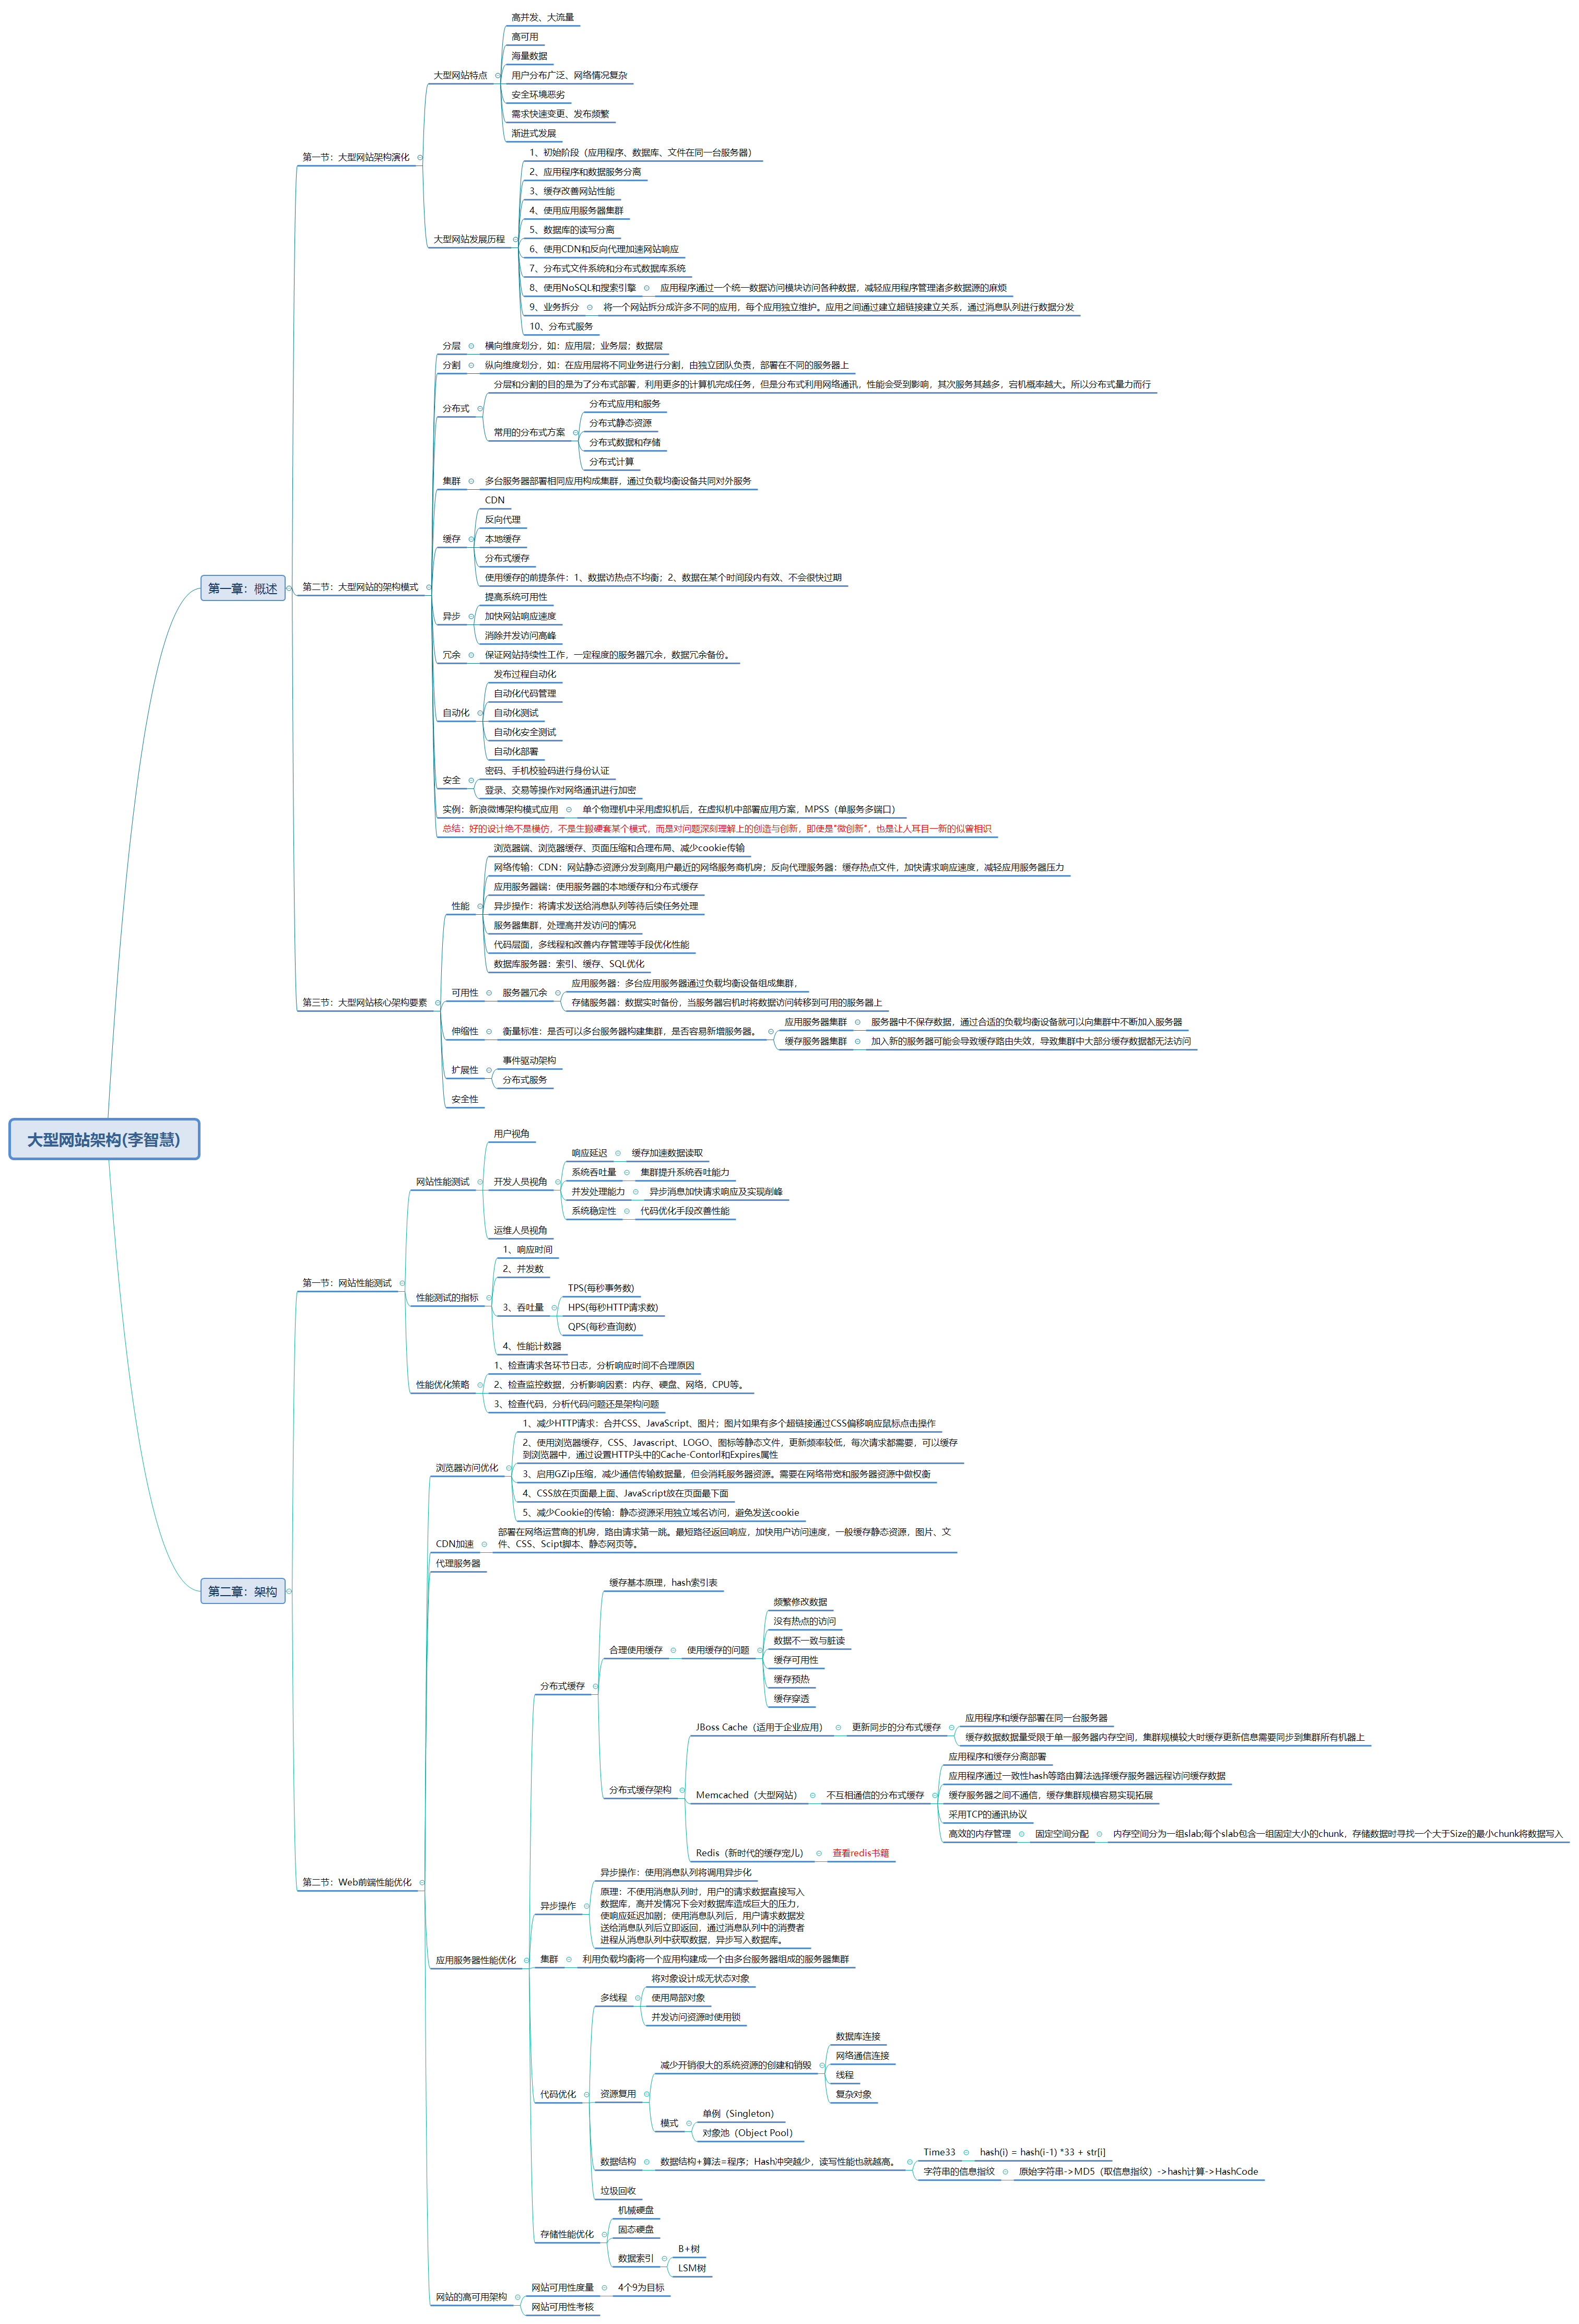 大型网站架构(李智慧)
第一章：概述
第一节：大型网站架构演化
大型网站特点
高并发、大流量
高可用
海量数据
用户分布广泛、网络情况复杂
安全环境恶劣
需求快速变更、发布频繁
渐进式发展
大型网站发展历程
1、初始阶段（应用程序、数据库、文件在同一台服务器）
2、应用程序和数据服务分离
3、缓存改善网站性能
4、使用应用服务器集群
5、数据库的读写分离
6、使用CDN和反向代理加速网站响应
7、分布式文件系统和分布式数据库系统
8、使用NoSQL和搜索引擎
应用程序通过一个统一数据访问模块访问各种数据，减轻应用程序管理诸多数据源的麻烦
9、业务拆分
将一个网站拆分成许多不同的应用，每个应用独立维护。应用之间通过建立超链接建立关系，通过消息队列进行数据分发
10、分布式服务
第二节：大型网站的架构模式
分层
横向维度划分，如：应用层；业务层；数据层
分割
纵向维度划分，如：在应用层将不同业务进行分割，由独立团队负责，部署在不同的服务器上
分布式
分层和分割的目的是为了分布式部署，利用更多的计算机完成任务，但是分布式利用网络通讯，性能会受到影响，其次服务其越多，宕机概率越大。所以分布式量力而行
常用的分布式方案
分布式应用和服务
分布式静态资源
分布式数据和存储
分布式计算
集群
多台服务器部署相同应用构成集群，通过负载均衡设备共同对外服务
缓存
CDN
反向代理
本地缓存
分布式缓存
使用缓存的前提条件：1、数据访热点不均衡；2、数据在某个时间段内有效、不会很快过期
异步
提高系统可用性
加快网站响应速度
消除并发访问高峰
冗余
保证网站持续性工作，一定程度的服务器冗余，数据冗余备份。
自动化
发布过程自动化
自动化代码管理
自动化测试
自动化安全测试
自动化部署
安全
密码、手机校验码进行身份认证
登录、交易等操作对网络通讯进行加密
实例：新浪微博架构模式应用
单个物理机中采用虚拟机后，在虚拟机中部署应用方案，MPSS（单服务多端口）
总结：好的设计绝不是模仿，不是生搬硬套某个模式，而是对问题深刻理解上的创造与创新，即使是"微创新"，也是让人耳目一新的似曾相识
第三节：大型网站核心架构要素
性能
浏览器端、浏览器缓存、页面压缩和合理布局、减少cookie传输
网络传输：CDN：网站静态资源分发到离用户最近的网络服务商机房；反向代理服务器：缓存热点文件，加快请求响应速度，减轻应用服务器压力
应用服务器端：使用服务器的本地缓存和分布式缓存
异步操作：将请求发送给消息队列等待后续任务处理
服务器集群，处理高并发访问的情况
代码层面，多线程和改善内存管理等手段优化性能
数据库服务器：索引、缓存、SQL优化
可用性
服务器冗余
应用服务器：多台应用服务器通过负载均衡设备组成集群，
存储服务器：数据实时备份，当服务器宕机时将数据访问转移到可用的服务器上
伸缩性
衡量标准：是否可以多台服务器构建集群，是否容易新增服务器。
应用服务器集群
服务器中不保存数据，通过合适的负载均衡设备就可以向集群中不断加入服务器
缓存服务器集群
加入新的服务器可能会导致缓存路由失效，导致集群中大部分缓存数据都无法访问
扩展性
事件驱动架构
分布式服务
安全性
第二章：架构
第一节：网站性能测试
网站性能测试
用户视角
开发人员视角
响应延迟
缓存加速数据读取
系统吞吐量
集群提升系统吞吐能力
并发处理能力
异步消息加快请求响应及实现削峰
系统稳定性
代码优化手段改善性能
运维人员视角
性能测试的指标
1、响应时间
2、并发数
3、吞吐量
TPS(每秒事务数)
HPS(每秒HTTP请求数)
QPS(每秒查询数)
4、性能计数器
性能优化策略
1、检查请求各环节日志，分析响应时间不合理原因
2、检查监控数据，分析影响因素：内存、硬盘、网络，CPU等。
3、检查代码，分析代码问题还是架构问题
第二节：Web前端性能优化
浏览器访问优化
1、减少HTTP请求：合并CSS、JavaScript、图片；图片如果有多个超链接通过CSS偏移响应鼠标点击操作
2、使用浏览器缓存，CSS、Javascript、LOGO、图标等静态文件，更新频率较低，每次请求都需要，可以缓存
到浏览器中，通过设置HTTP头中的Cache-Contorl和Expires属性
3、启用GZip压缩，减少通信传输数据量，但会消耗服务器资源。需要在网络带宽和服务器资源中做权衡
4、CSS放在页面最上面、JavaScript放在页面最下面
5、减少Cookie的传输：静态资源采用独立域名访问，避免发送cookie
CDN加速
部署在网络运营商的机房，路由请求第一跳。最短路径返回响应，加快用户访问速度，一般缓存静态资源，图片、文
件、CSS、Scipt脚本、静态网页等。
代理服务器
应用服务器性能优化
分布式缓存
缓存基本原理，hash索引表
合理使用缓存
使用缓存的问题
频繁修改数据
没有热点的访问
数据不一致与脏读
缓存可用性
缓存预热
缓存穿透
分布式缓存架构
JBoss Cache（适用于企业应用）
更新同步的分布式缓存
应用程序和缓存部署在同一台服务器
缓存数据数据量受限于单一服务器内存空间，集群规模较大时缓存更新信息需要同步到集群所有机器上
Memcached（大型网站）
不互相通信的分布式缓存
应用程序和缓存分离部署
应用程序通过一致性hash等路由算法选择缓存服务器远程访问缓存数据
缓存服务器之间不通信，缓存集群规模容易实现拓展
采用TCP的通讯协议
高效的内存管理
固定空间分配
内存空间分为一组slab;每个slab包含一组固定大小的chunk，存储数据时寻找一个大于Size的最小chunk将数据写入
Redis（新时代的缓存宠儿）
查看redis书籍
异步操作
异步操作：使用消息队列将调用异步化
原理：不使用消息队列时，用户的请求数据直接写入
数据库，高并发情况下会对数据库造成巨大的压力，
使响应延迟加剧；使用消息队列后，用户请求数据发
送给消息队列后立即返回，通过消息队列中的消费者
进程从消息队列中获取数据，异步写入数据库。
集群
利用负载均衡将一个应用构建成一个由多台服务器组成的服务器集群
代码优化
多线程
将对象设计成无状态对象
使用局部对象
并发访问资源时使用锁
资源复用
减少开销很大的系统资源的创建和销毁
数据库连接
网络通信连接
线程
复杂对象
模式
单例（Singleton）
对象池（Object Pool）
数据结构
数据结构+算法=程序；Hash冲突越少，读写性能也就越高。
Time33
hash(i) = hash(i-1) *33 + str[i]
字符串的信息指纹
原始字符串->MD5（取信息指纹）->hash计算->HashCode
垃圾回收
存储性能优化
机械硬盘
固态硬盘
数据索引
B+树
LSM树
网站的高可用架构
网站可用性度量
4个9为目标
网站可用性考核